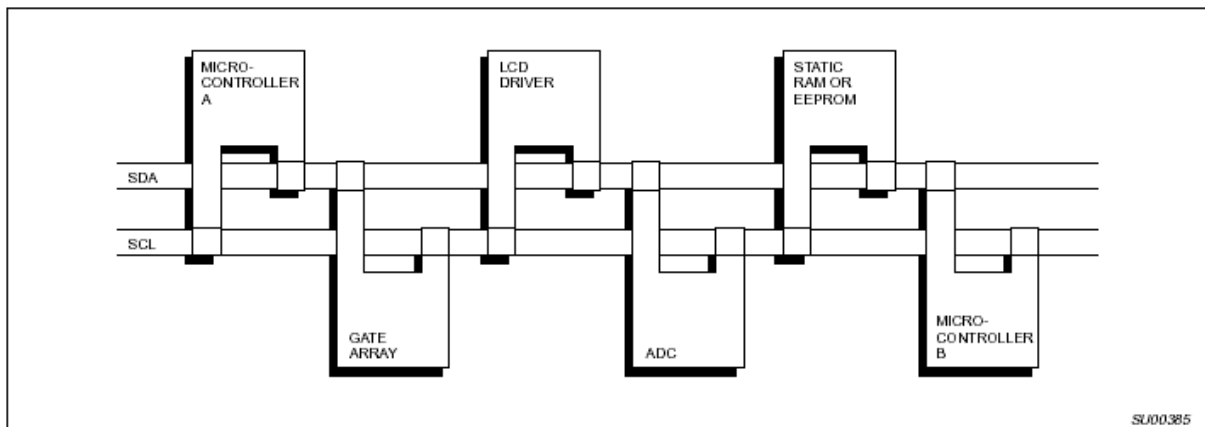 MICRO-
CONTROLLER
A
LCD
DRIVER
STATIC
RAM OR
EEPROM
SDA
SCL
GATE
ARRAY
ADC
MICRO-
CONTROLLER
B
SU00385